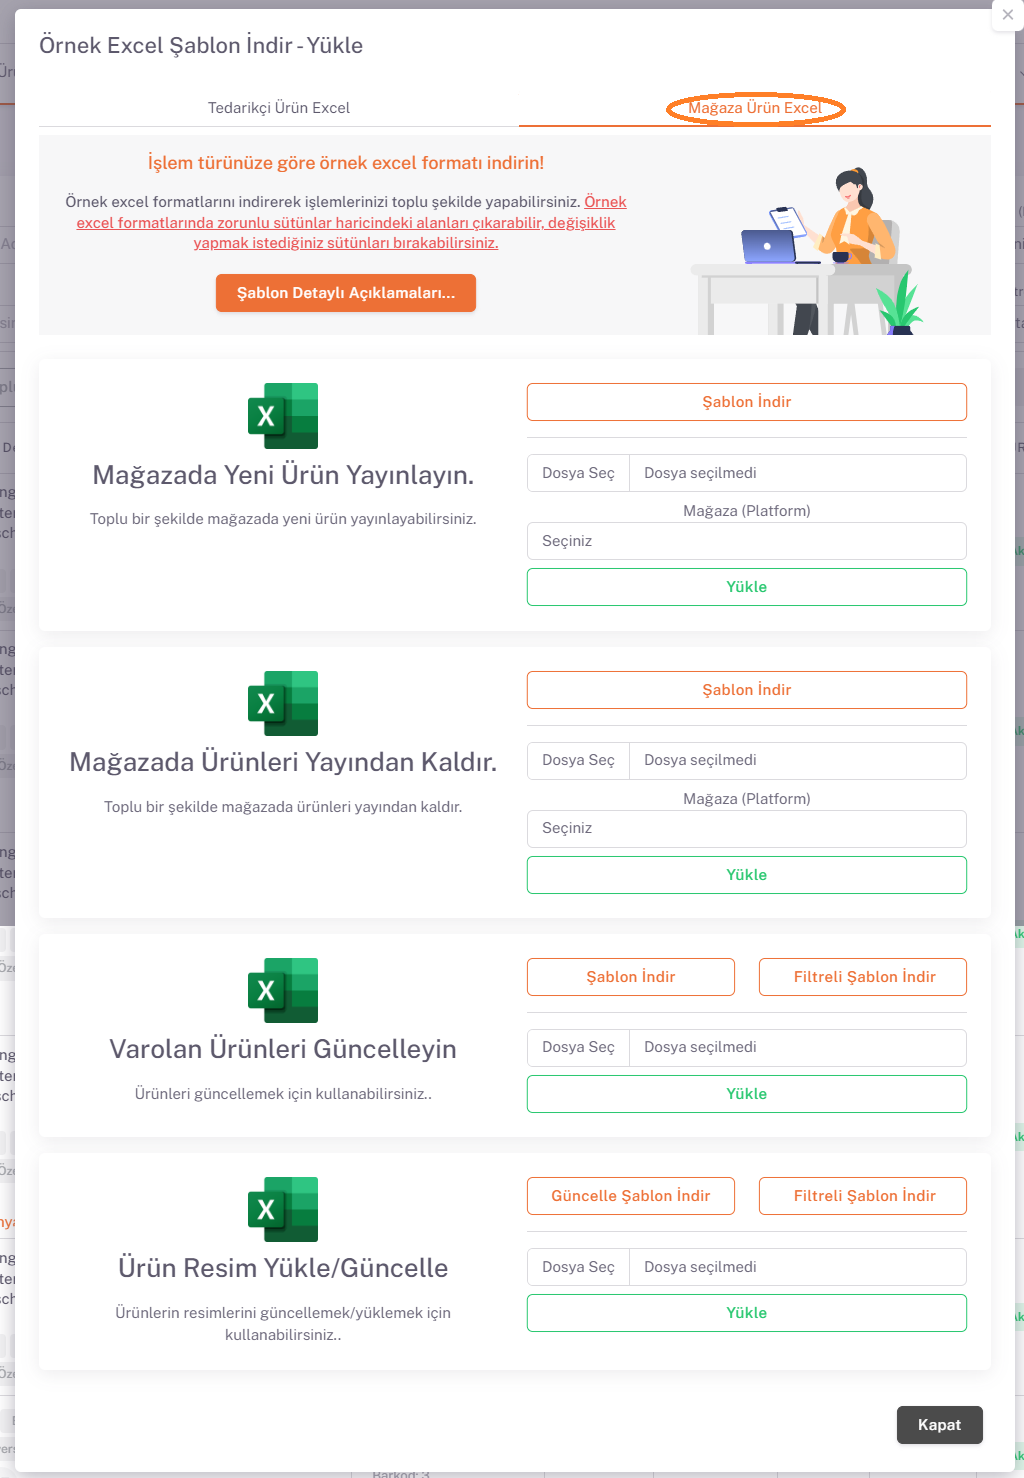 Örnek Excel Şablon İndir - Yükle
Tedarikçi Ürün Excel
Mağaza Ürün Excel
İşlem türünüze göre örnek excel formatı indirin!
Örnek excel formatlarını indirerek işlemlerinizi toplu şekilde yapabilirsiniz. Örnek
excel formatlarında zorunlu sütünlar haricindeki alanları çıkarabilir, değişiklik
yapmak istediğiniz sütünları bırakabilirsiniz.
Şablon Detaylı Açıklamaları...
X
Mağazada Yeni Ürün Yayınlayın.
Toplu bir şekilde mağazada yeni ürün yayınlayabilirsiniz.
Şablon İndir
Dosya Seç Dosya seçilmedi
Mağaza (Platform)
Seçiniz
Yükle
X
Mağazada Ürünleri Yayından Kaldır.
Toplu bir şekilde mağazada ürünleri yayından kaldır.
Şablon İndir
Dosya Seç Dosya seçilmedi
Mağaza (Platform)
Seçiniz
Yükle
X
Varolan Ürünleri Güncelleyin
Ürünleri güncellemek için kullanabilirsiniz..
Şablon İndir
Filtreli Şablon İndir
Dosya Seç Dosya seçilmedi
Yükle
X
Ürün Resim Yükle/Güncelle
Ürünlerin resimlerini güncellemek/yüklemek için
kullanabilirsiniz..
Güncelle Şablon İndir
Filtreli Şablon İndir
Dosya Seç Dosya seçilmedi
Yükle
Kapat